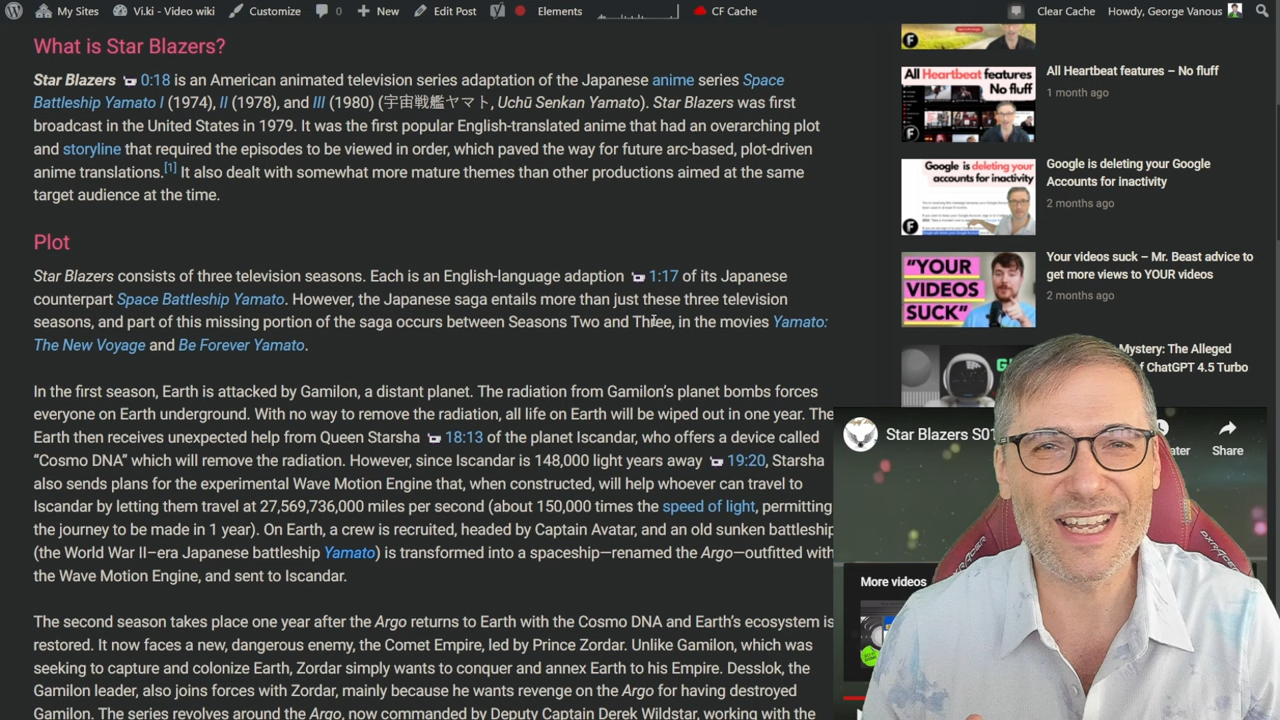 My Sites
Vi.ki - Video wiki
Customize
0
New
Edit Post
Elements
CF Cache
Clear Cache
Howdy, George Vanous
What is Star Blazers?
Star Blazers 0:18 is an American animated television series adaptation of the Japanese anime series Space
Battleship Yamato I (1974), II (1978), and III (1980) (宇宙戦艦ヤマト, Uchū Senkan Yamato). Star Blazers was first
broadcast in the United States in 1979. It was the first popular English-translated anime that had an overarching plot
and storyline that required the episodes to be viewed in order, which paved the way for future arc-based, plot-driven
anime translations.[1] It also dealt with somewhat more mature themes than other productions aimed at the same
target audience at the time.
Plot
Star Blazers consists of three television seasons. Each is an English-language adaption 1:17 of its Japanese
counterpart Space Battleship Yamato. However, the Japanese saga entails more than just these three television
seasons, and part of this missing portion of the saga occurs between Seasons Two and Three, in the movies Yamato:
The New Voyage and Be Forever Yamato.
In the first season, Earth is attacked by Gamilon, a distant planet. The radiation from Gamilon's planet bombs forces
everyone on Earth underground. With no way to remove the radiation, all life on Earth will be wiped out in one year. The
Earth then receives unexpected help from Queen Starsha 18:13 of the planet Iscandar, who offers a device called
“Cosmo DNA” which will remove the radiation. However, since Iscandar is 148,000 light years away 19:20, Starsha
also sends plans for the experimental Wave Motion Engine that, when constructed, will help whoever can travel to
Iscandar by letting them travel at 27,569,736,000 miles per second (about 150,000 times the speed of light, permitting
the journey to be made in 1 year). On Earth, a crew is recruited, headed by Captain Avatar, and an old sunken battleship
(the World War II–era Japanese battleship Yamato) is transformed into a spaceship—renamed the Argo—outfitted with
the Wave Motion Engine, and sent to Iscandar.
The second season takes place one year after the Argo returns to Earth with the Cosmo DNA and Earth's ecosystem is
restored. It now faces a new, dangerous enemy, the Comet Empire, led by Prince Zordar. Unlike Gamilon, which was
seeking to capture and colonize Earth, Zordar simply wants to conquer and annex Earth to his Empire. Desslok, the
Gamilon leader, also joins forces with Zordar, mainly because he wants revenge on the Argo for having destroyed
Gamilon. The series revolves around the Argo, now commanded by Deputy Captain Derek Wildstar, working with the
All Heartbeat features
No fluff
All Heartbeat features – No fluff
1 month ago
Google is deleting your
accounts for inactivity
Google is deleting your Google
Accounts for inactivity
2 months ago
"YOUR
VIDEOS
SUCK"
Your videos suck – Mr. Beast advice to
get more views to YOUR videos
2 months ago
Mystery: The Alleged
f ChatGPT 4.5 Turbo
Star Blazers S01
ater
Share
More videos